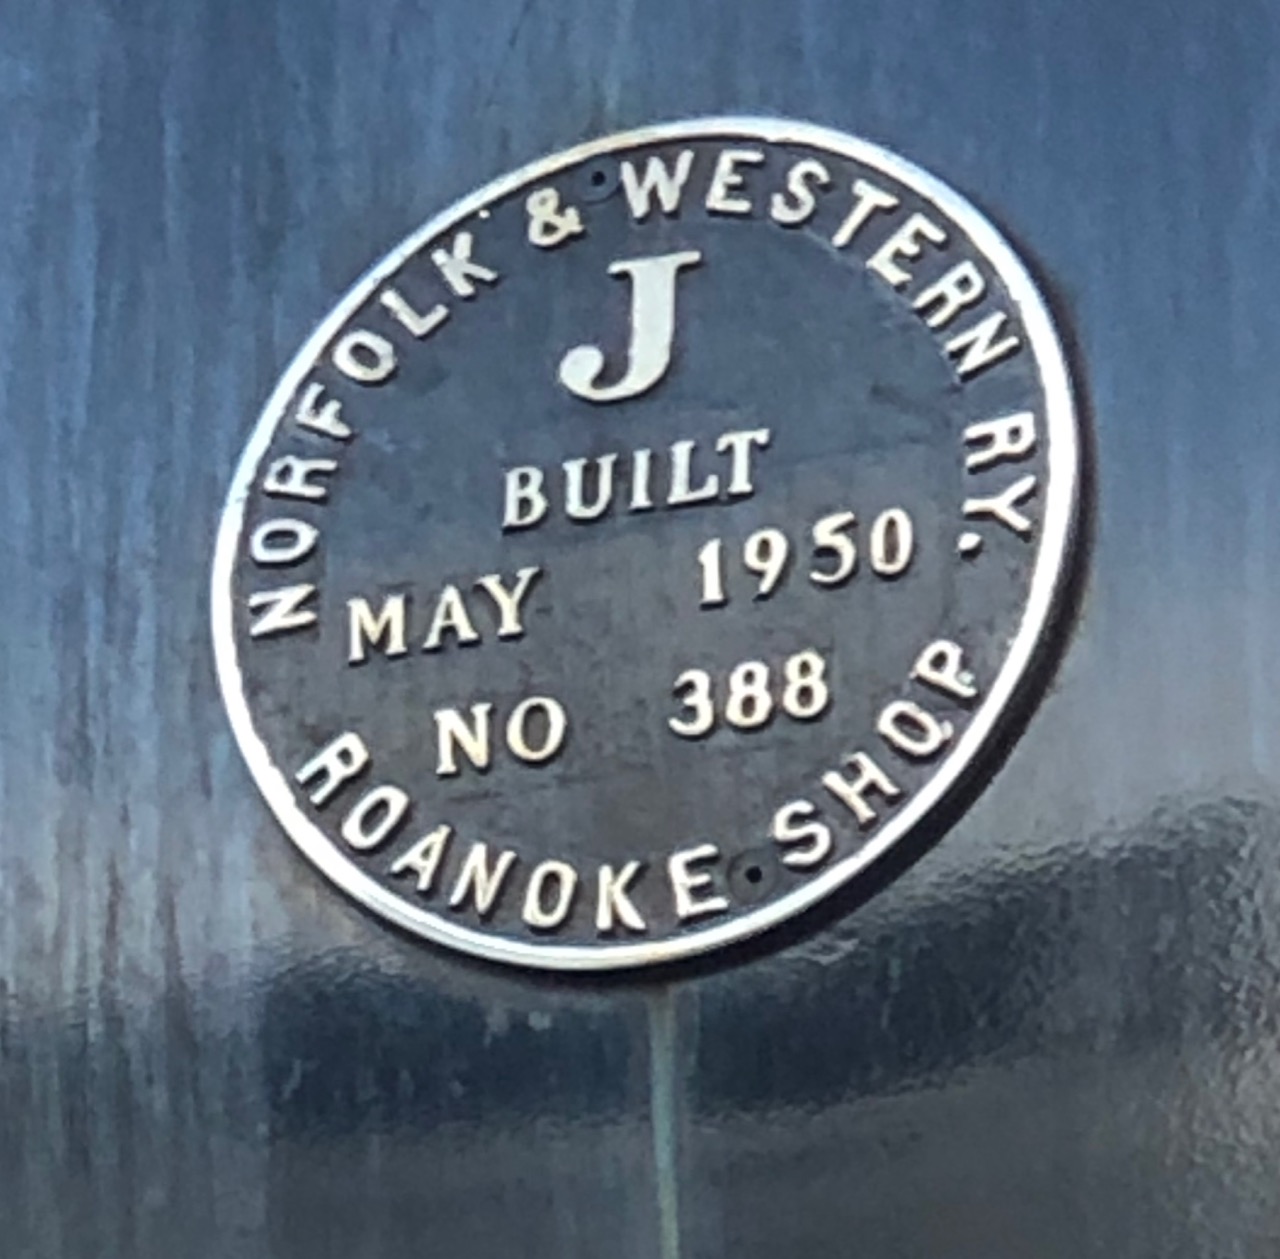 NORFOLK & WESTERN RY.
J
BUILT
MAY 1950
NO 388
ROANOKE SHOP